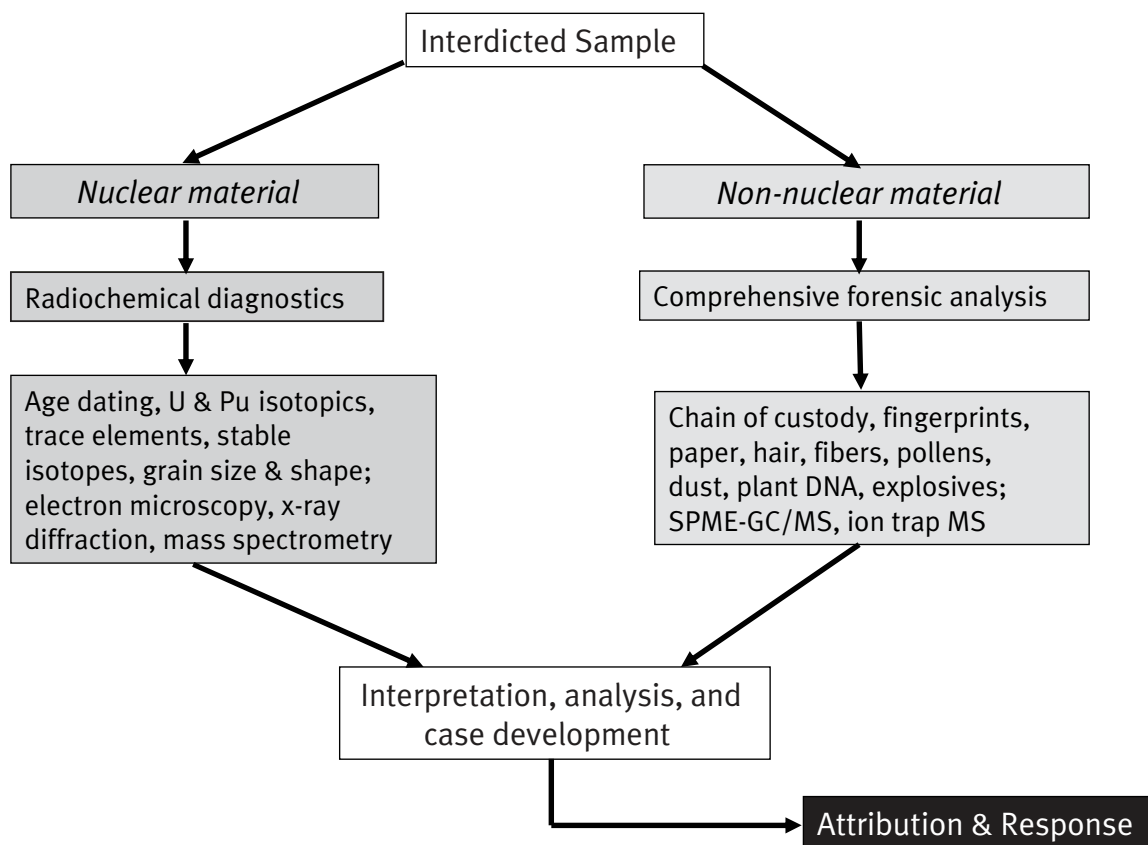 Interdicted Sample
Nuclear material
Non-nuclear material
Radiochemical diagnostics
Comprehensive forensic analysis
Age dating, U & Pu isotopics,
trace elements, stable
isotopes, grain size & shape;
electron microscopy, x-ray
diffraction, mass spectrometry
Chain of custody, fingerprints,
paper, hair, fibers, pollens,
dust, plant DNA, explosives;
SPME-GC/MS, ion trap MS
Interpretation, analysis, and
case development
Attribution & Response